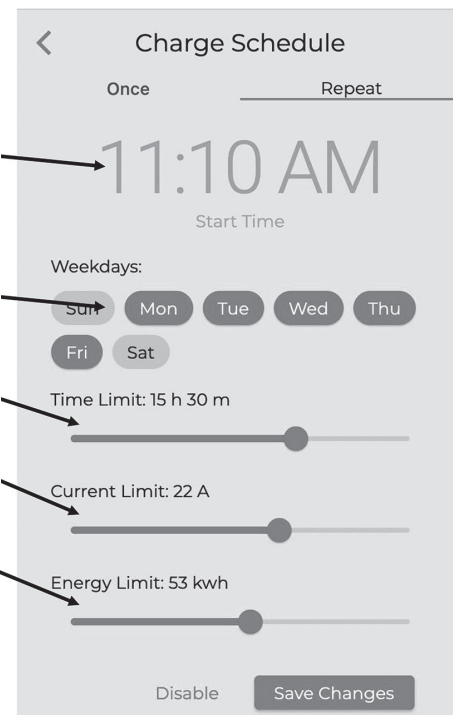 Charge Schedule
Once Repeat
11:10 AM
Start Time
Weekdays:
Sun Mon Tue Wed Thu
Fri Sat
Time Limit: 15 h 30 m
Current Limit: 22 A
Energy Limit: 53 kwh
Disable Save Changes